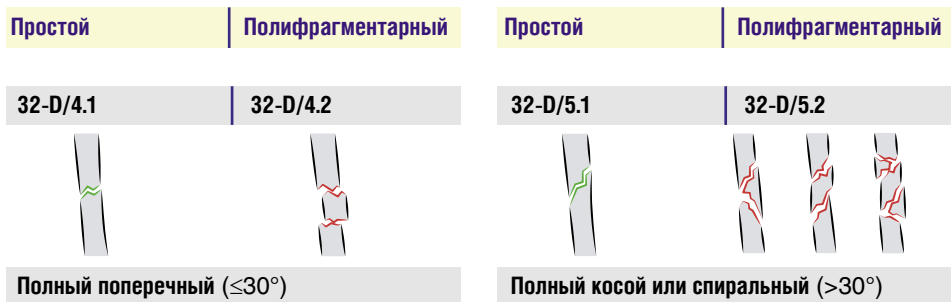 Простой Полифрагментарный
32-D/4.1 32-D/4.2
Полный поперечный (≤30°)
Простой Полифрагментарный
32-D/5.1 32-D/5.2
Полный косой или спиральный (>30°)